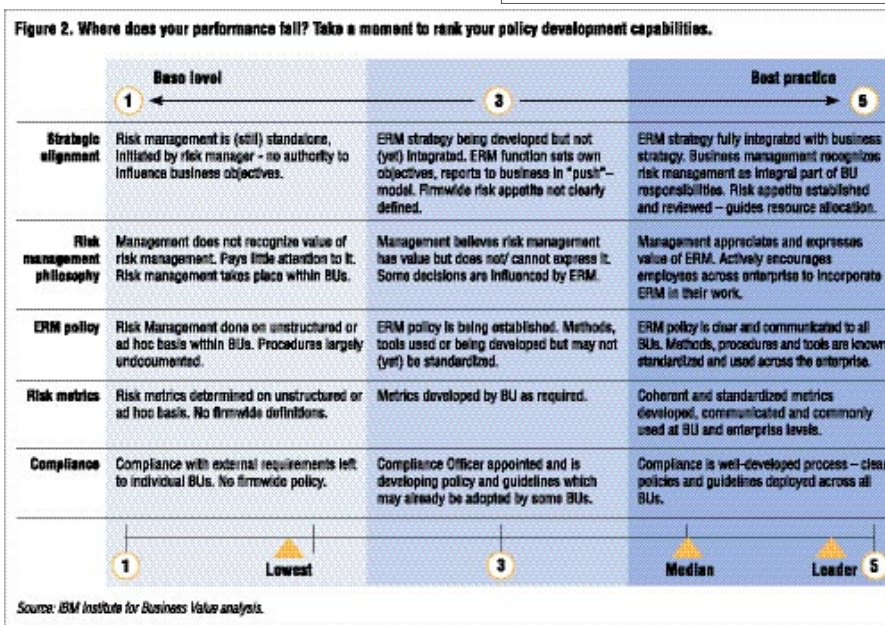 Figure 2. Where does your performance fall? Take a moment to rank your policy development capabilities.
Base level
Best practice
1
3
5
Strategic
alignment
Risk management is (still) standalone,
initiated by risk manager - no authority to
influence business objectives.
ERM strategy being developed but not
(yet) integrated. ERM function sets own
objectives, reports to business in "push"–
model. Firmwide risk appetite not clearly
defined.
ERM strategy fully integrated with business
strategy. Business management recognizes
risk management as integral part of BU
responsibilities. Risk appetite established
and reviewed – guides resource allocation.
Risk
management
philosophy
Management does not recognize value of
risk management. Pays little attention to it.
Risk management takes place within BUs.
Management believes risk management
has value but does not/ cannot express it.
Some decisions are influenced by ERM.
Management appreciates and expresses
value of ERM. Actively encourages
employees across enterprise to incorporate
ERM in their work.
ERM policy
Risk Management done on unstructured or
ad hoc basis within BUs. Procedures largely
undocumented.
ERM policy is being established. Methods,
tools used or being developed but may not
(yet) be standardized.
ERM policy is clear and communicated to all
BUs. Methods, procedures and tools are known
standardized and used across the enterprise.
Risk metrics
Risk metrics determined on unstructured or
ad hoc basis. No firmwide definitions.
Metrics developed by BU as required.
Coherent and standardized metrics
developed, communicated and commonly
used at BU and enterprise levels.
Compliance
Compliance with external requirements left
to individual BUs. No firmwide policy.
Compliance Officer appointed and is
developing policy and guidelines which
may already be adopted by some BUs.
Compliance is well-developed process – clear
policies and guidelines deployed across all
BUs.
1
Lowest
3
Median
Leader
5
Source: IBM Institute for Business Value analysis.